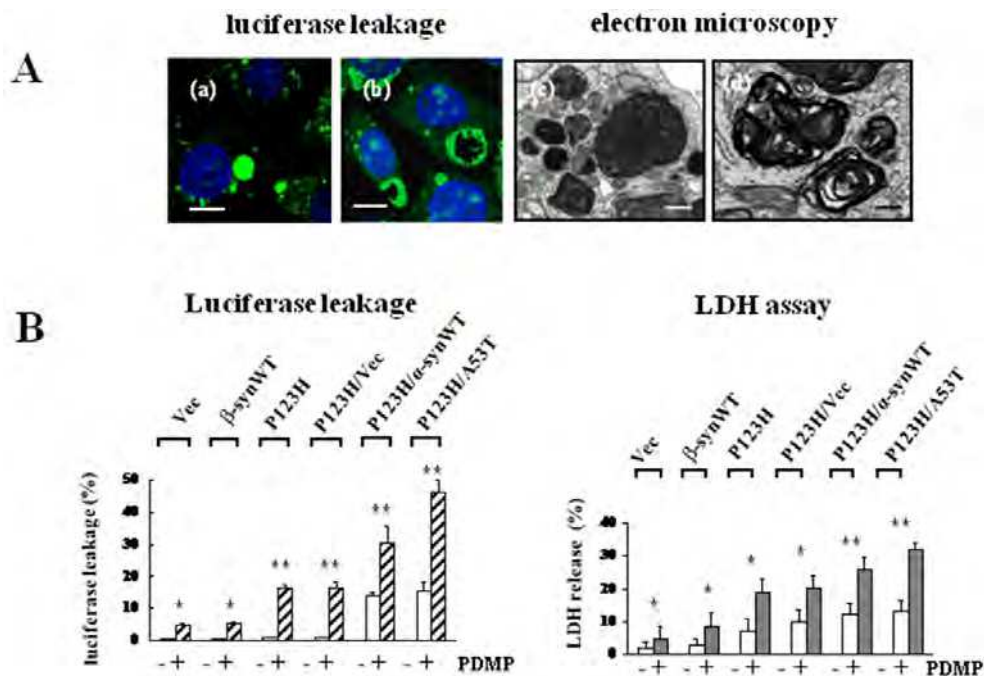 luciferase leakage electron microscopy
A
(a) (b) (c) (d)
B
Luciferase leakage
Vec β-synWT P123H P123H/Vec P123H/α-synWT P123H/A53T
luciferase leakage (%)
50
40
30
20
10
0
* * ** ** ** **
- + - + - + - + - + - + PDMP
LDH assay
Vec β-synWT P123H P123H/Vec P123H/α-synWT P123H/A53T
LDH release (%)
40
30
20
10
0
* * * * ** **
- + - + - + - + - + - + PDMP